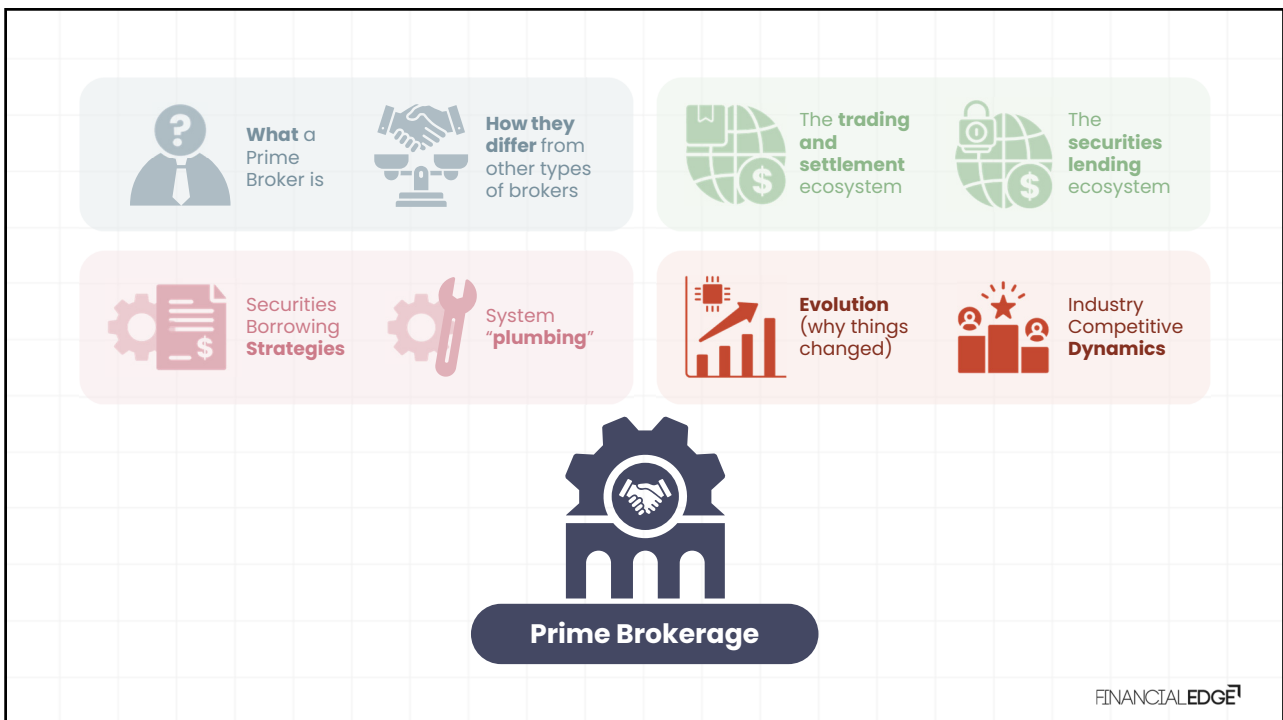 What a
Prime
Broker is
How they
differ from
other types
of brokers
The trading
and
settlement
ecosystem
The
securities
lending
ecosystem
Securities
Borrowing
Strategies
System
“plumbing”
Evolution
(why things
changed)
Industry
Competitive
Dynamics
Prime Brokerage
FINANCIALEDGE